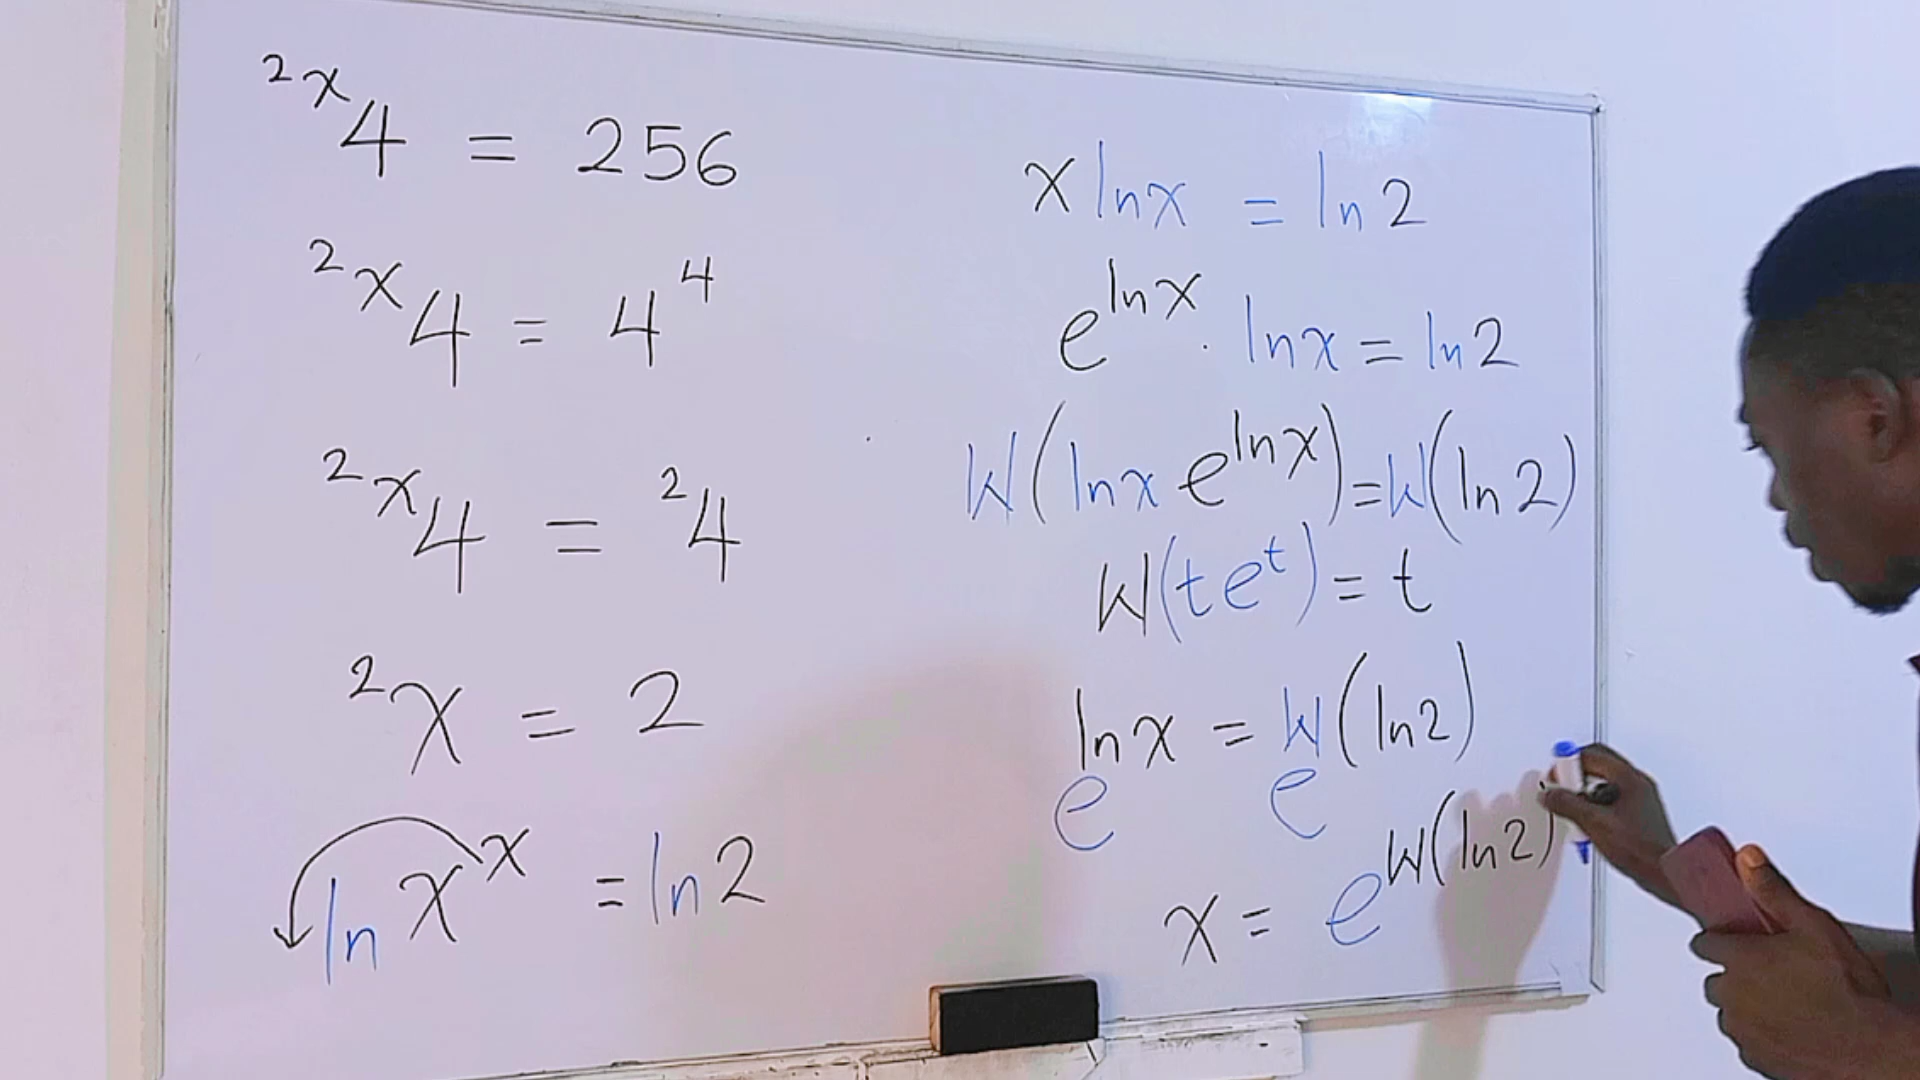 ²ˣ4 = 256
²ˣ4 = 4⁴
²ˣ4 = ²4
²x = 2
ln xˣ = ln 2
x ln x = ln 2
e^(ln x) · ln x = ln 2
W(ln x e^(ln x)) = W(ln 2)
W(t eᵗ) = t
ln x = W(ln 2)
e e
x = e^(W(ln 2))